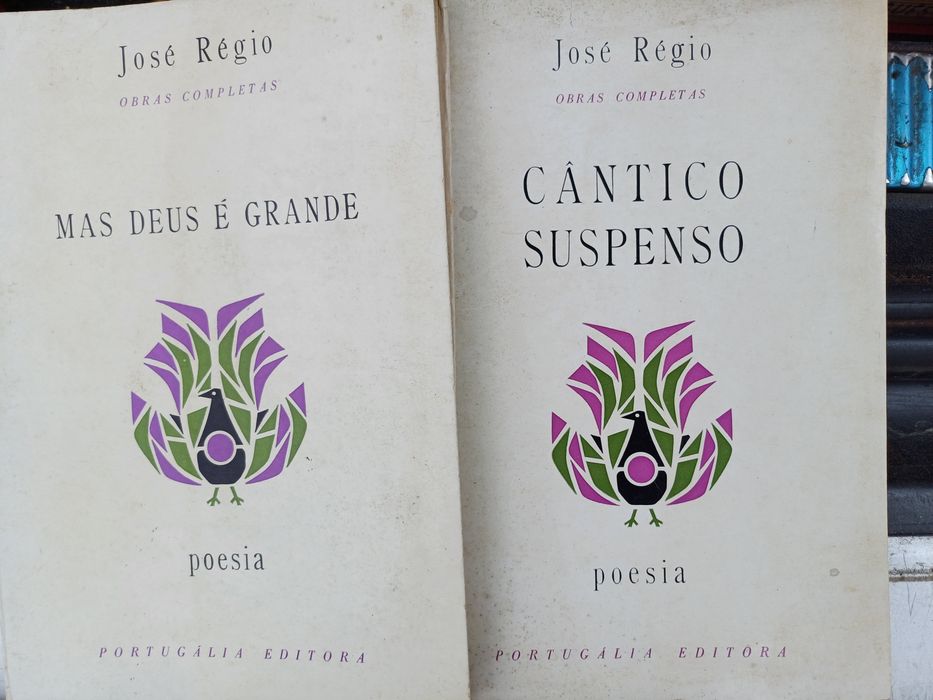 José Régio
OBRAS COMPLETAS
MAS DEUS É GRANDE
poesia
PORTUGÁLIA EDITORA
José Régio
OBRAS COMPLETAS
CÂNTICO
SUSPENSO
poesia
PORTUGÁLIA EDITORA